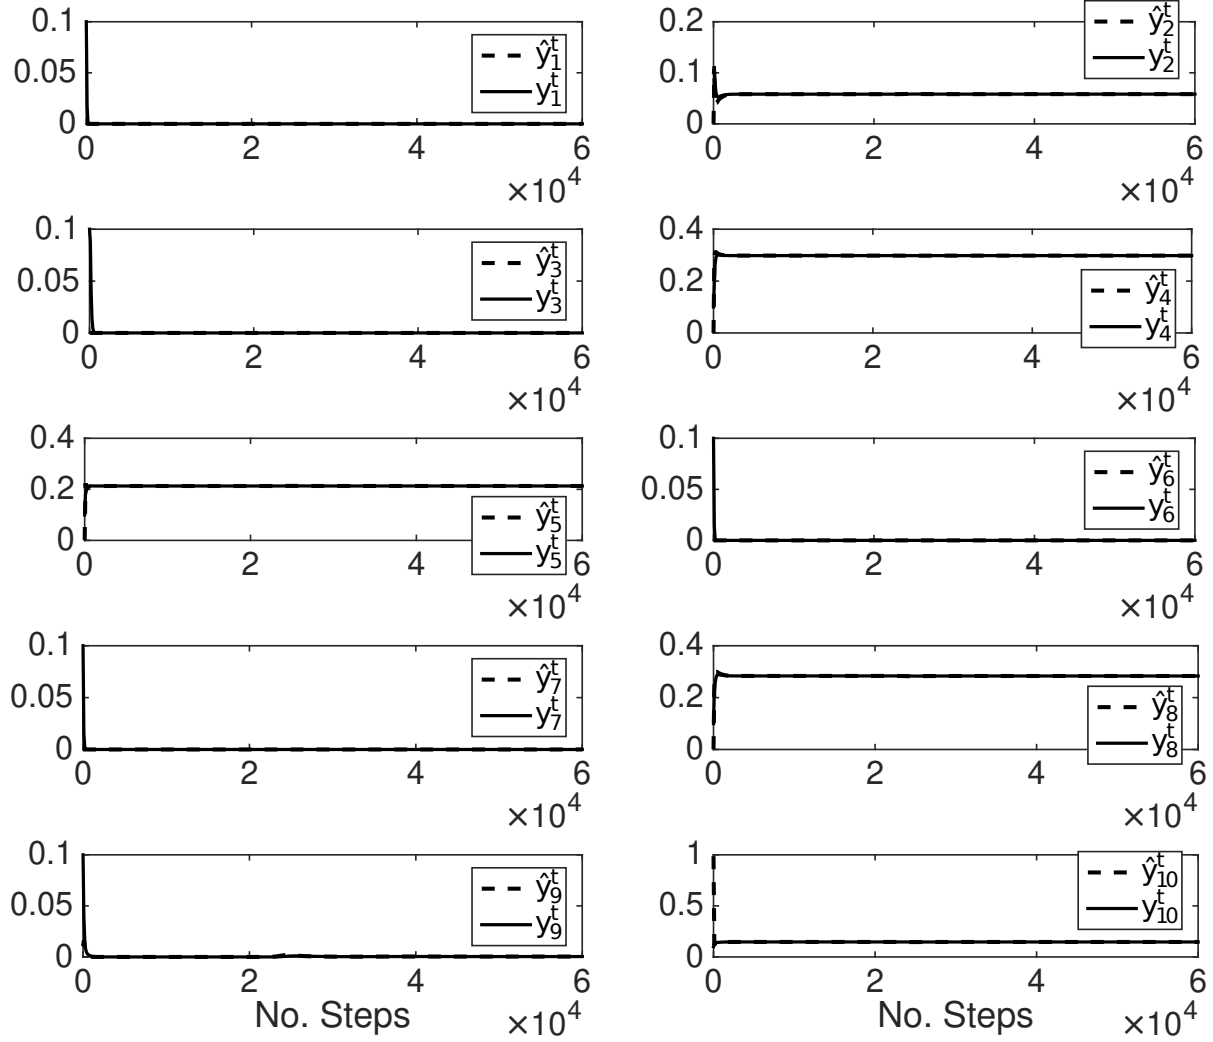 0.1
0.05
0
0 2 4 6
×10^4
ŷ_1^t
y_1^t
0.2
0.1
0
0 2 4 6
×10^4
ŷ_2^t
y_2^t
0.1
0.05
0
0 2 4 6
×10^4
ŷ_3^t
y_3^t
0.4
0.2
0
0 2 4 6
×10^4
ŷ_4^t
y_4^t
0.4
0.2
0
0 2 4 6
×10^4
ŷ_5^t
y_5^t
0.1
0.05
0
0 2 4 6
×10^4
ŷ_6^t
y_6^t
0.1
0.05
0
0 2 4 6
×10^4
ŷ_7^t
y_7^t
0.4
0.2
0
0 2 4 6
×10^4
ŷ_8^t
y_8^t
0.1
0.05
0
0 2 4 6
No. Steps
×10^4
ŷ_9^t
y_9^t
1
0.5
0
0 2 4 6
No. Steps
×10^4
ŷ_10^t
y_10^t